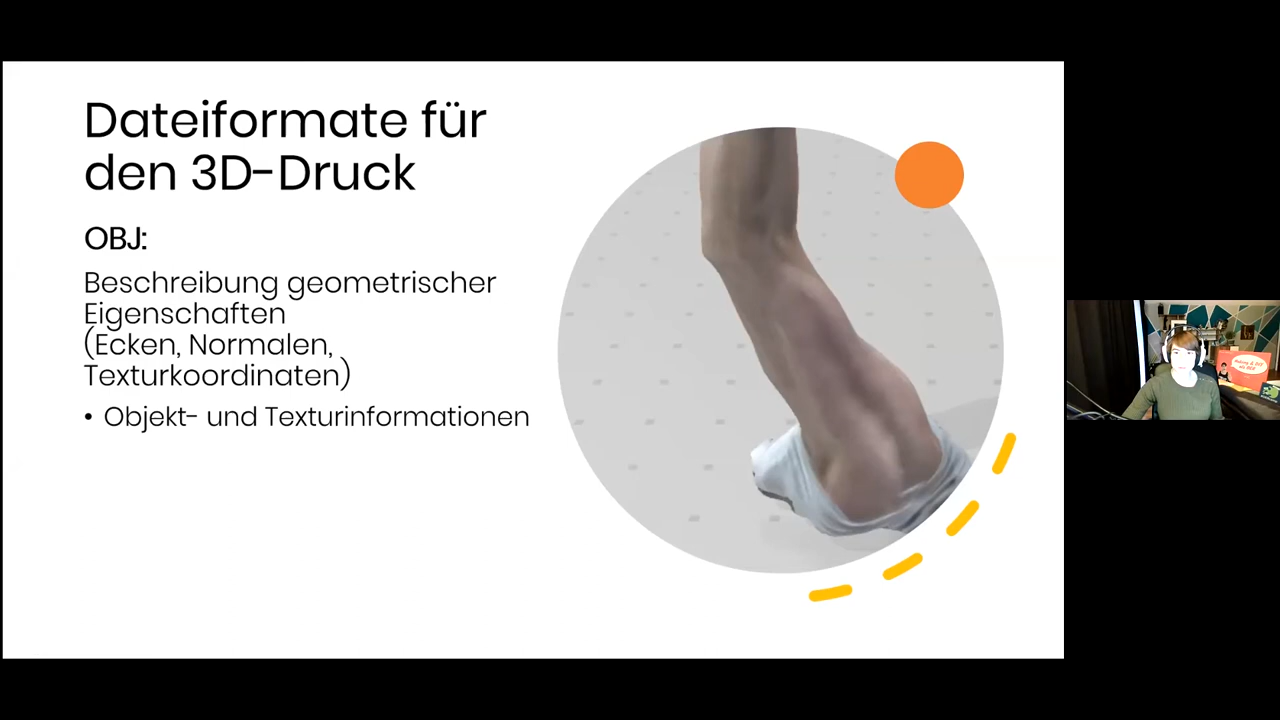 Dateiformate für
den 3D-Druck
OBJ:
Beschreibung geometrischer
Eigenschaften
(Ecken, Normalen,
Texturkoordinaten)
• Objekt- und Texturinformationen